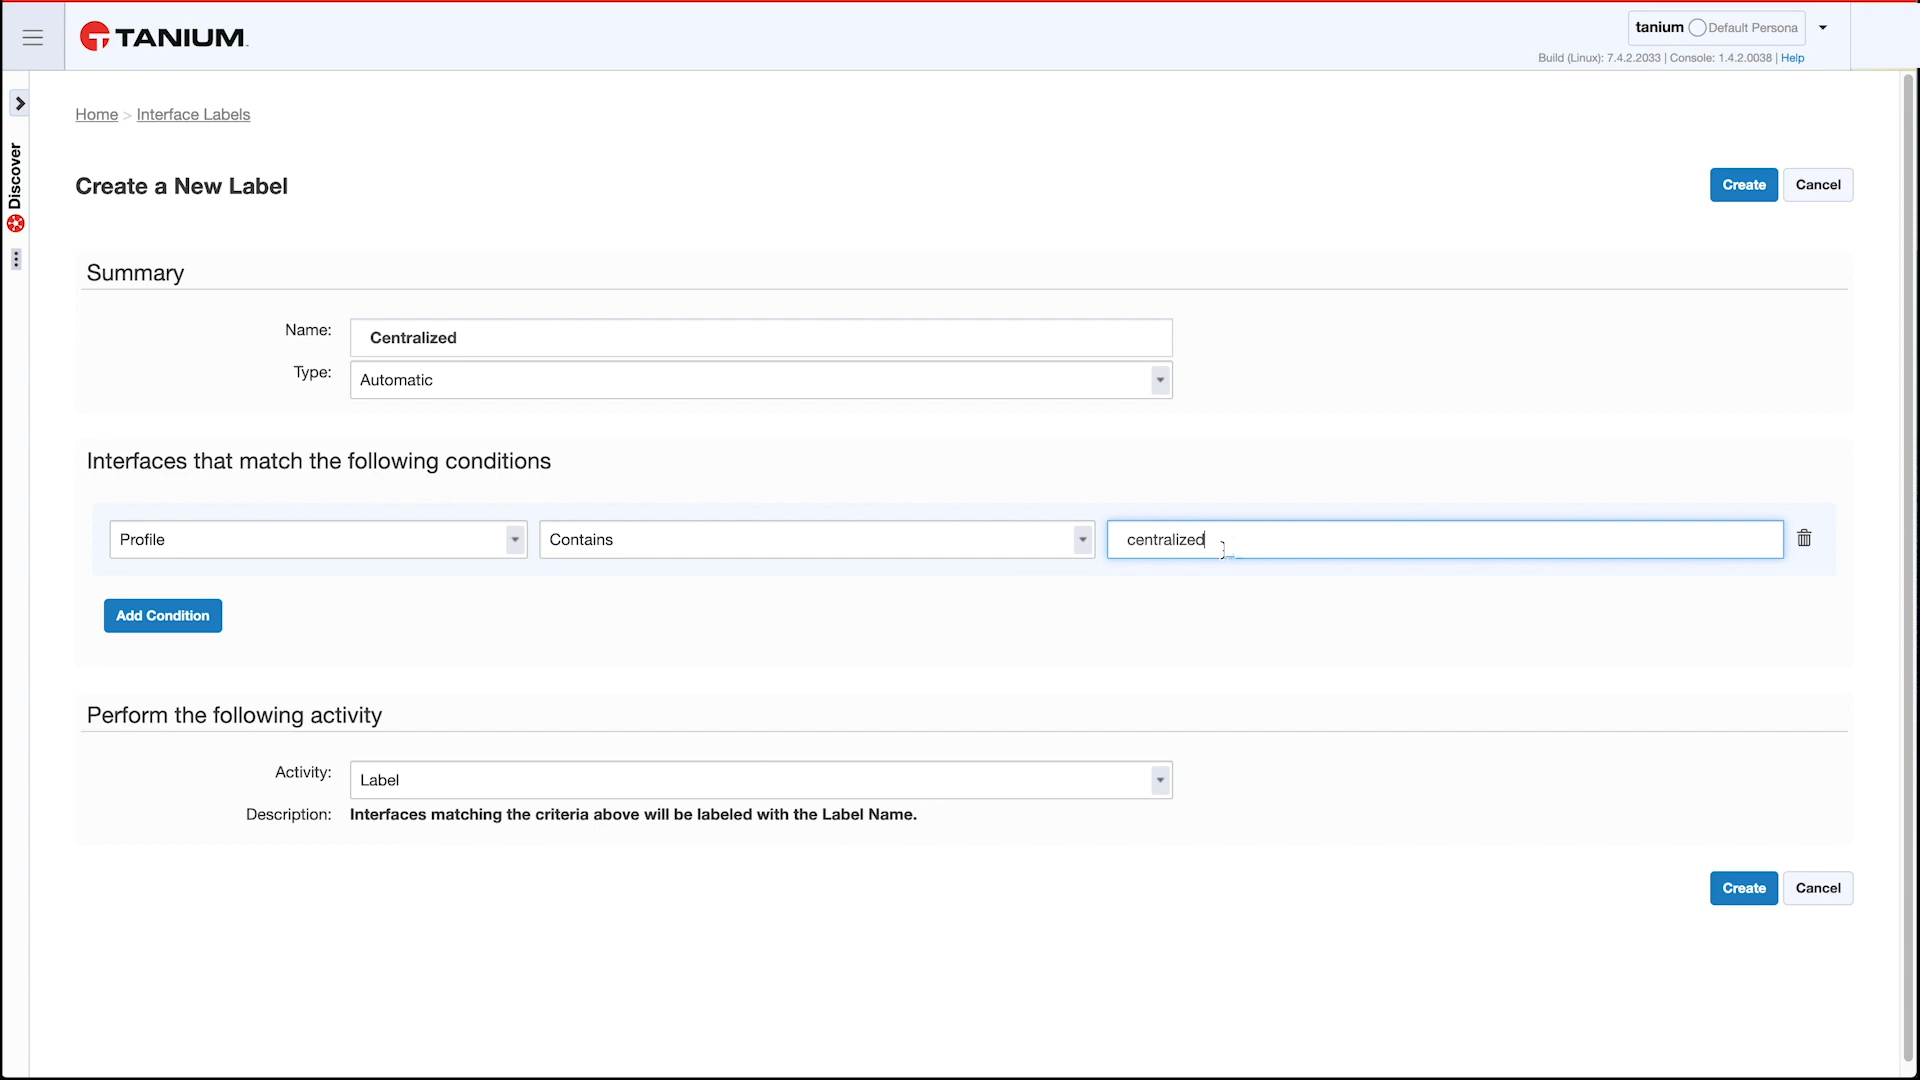 TANIUM
tanium Default Persona
Build (Linux): 7.4.2.2033 | Console: 1.4.2.0038 | Help
Discover
Home > Interface Labels
Create a New Label
Create Cancel
Summary
Name: Centralized
Type: Automatic
Interfaces that match the following conditions
Profile Contains centralized
Add Condition
Perform the following activity
Activity: Label
Description: Interfaces matching the criteria above will be labeled with the Label Name.
Create Cancel